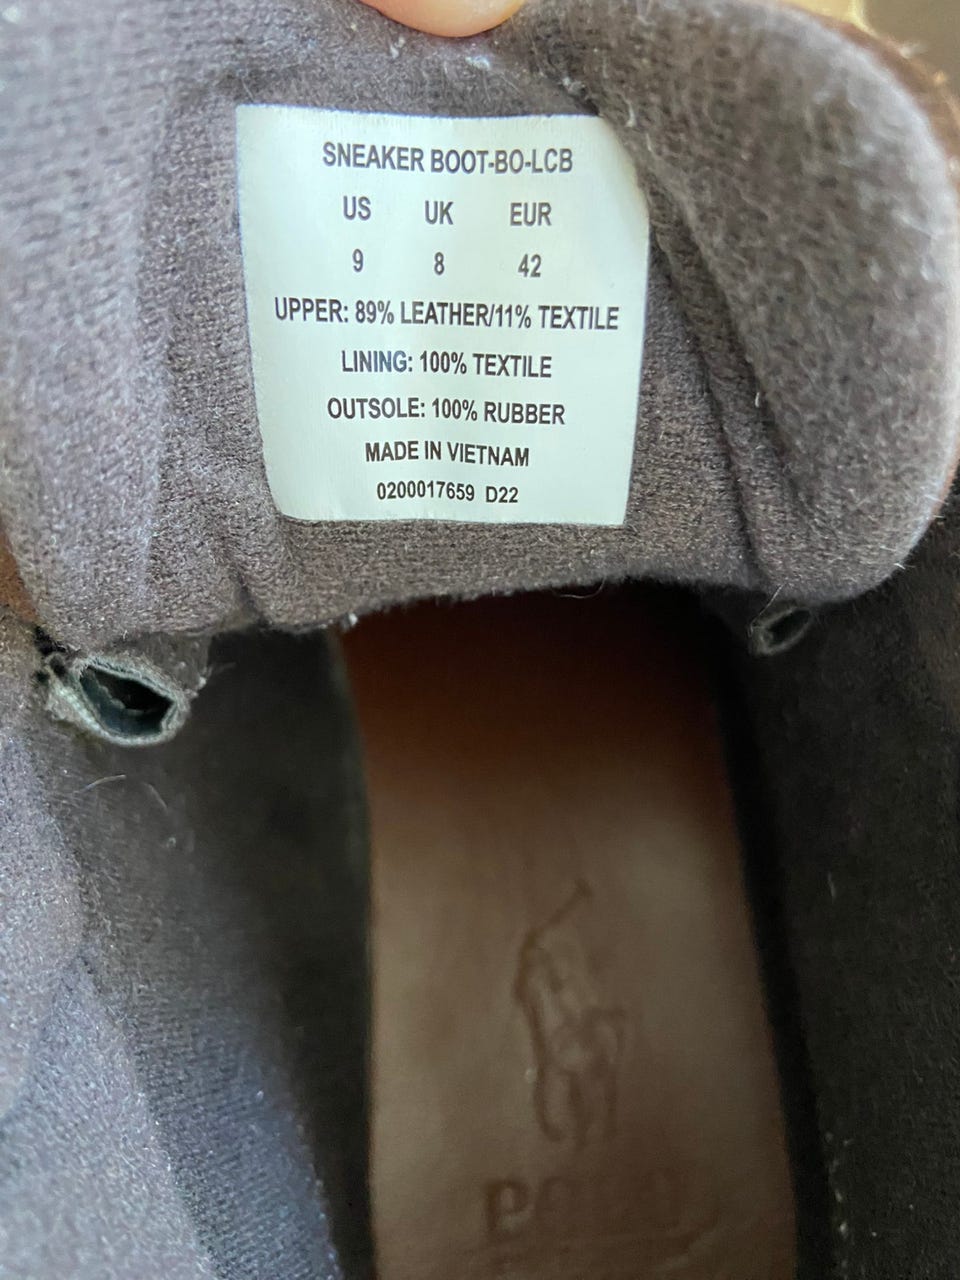 SNEAKER BOOT-BO-LCB
US UK EUR
9 8 42
UPPER: 89% LEATHER/11% TEXTILE
LINING: 100% TEXTILE
OUTSOLE: 100% RUBBER
MADE IN VIETNAM
0200017659 D22
POLO